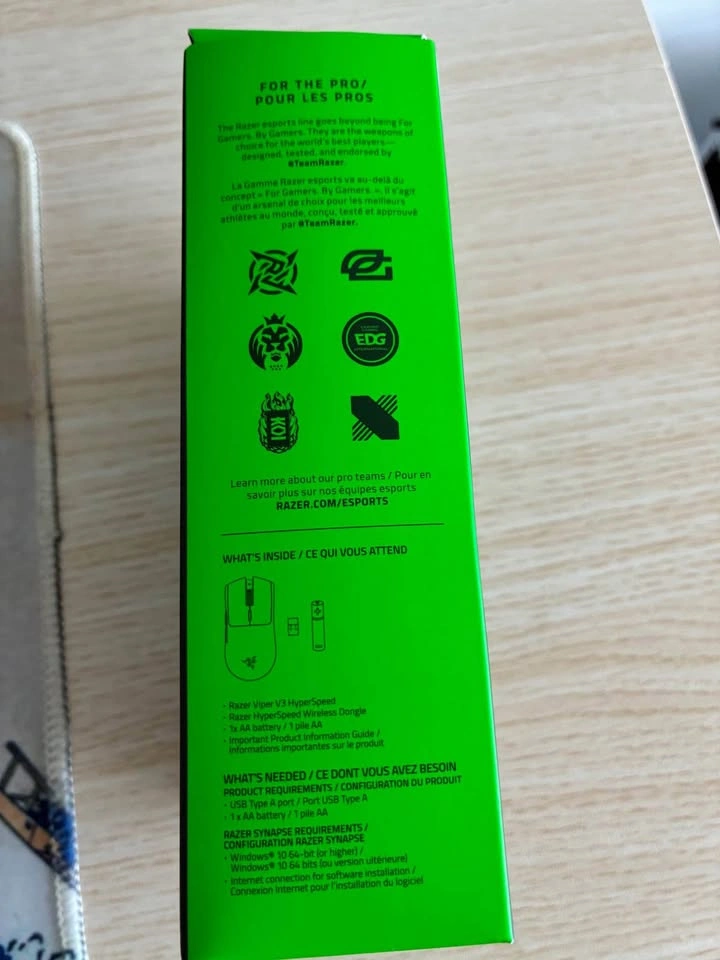 FOR THE PRO/
POUR LES PROS
The Razer esports line goes beyond being For
Gamers. By Gamers. They are the weapons of
choice for the world's best players—
designed, tested, and endorsed by
@TeamRazer.
La Gamme Razer esports va au-delà du
concept « For Gamers. By Gamers. ». Il s'agit
d'un arsenal de choix pour les meilleurs
athlètes au monde, conçu, testé et approuvé
par @TeamRazer.
EDG
KOI
Learn more about our pro teams / Pour en
savoir plus sur nos équipes esports
RAZER.COM/ESPORTS
WHAT'S INSIDE / CE QUI VOUS ATTEND
· Razer Viper V3 HyperSpeed
· Razer HyperSpeed Wireless Dongle
· 1x AA battery / 1 pile AA
· Important Product Information Guide /
Informations importantes sur le produit
WHAT'S NEEDED / CE DONT VOUS AVEZ BESOIN
PRODUCT REQUIREMENTS / CONFIGURATION DU PRODUIT
· USB Type A port / Port USB Type A
· 1 x AA battery / 1 pile AA
RAZER SYNAPSE REQUIREMENTS /
CONFIGURATION RAZER SYNAPSE
· Windows® 10 64-bit (or higher) /
Windows® 10 64 bits (ou version ultérieure)
· Internet connection for software installation /
Connexion Internet pour l'installation du logiciel